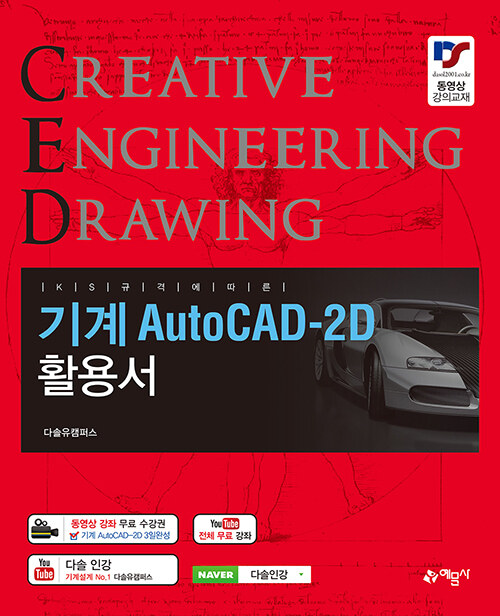 CREATIVE
ENGINEERING
DRAWING
dasol2001.co.kr
동영상
강의교재
|K|S|규|격|에|따|른|
기계 AutoCAD-2D
활용서
다솔유캠퍼스
동영상 강좌 무료 수강권
기계 AutoCAD-2D 3일완성
YouTube
전체 무료 강좌
YouTube
다솔 인강
기계설계 No.1 다솔유캠퍼스
NAVER 다솔인강
예문사